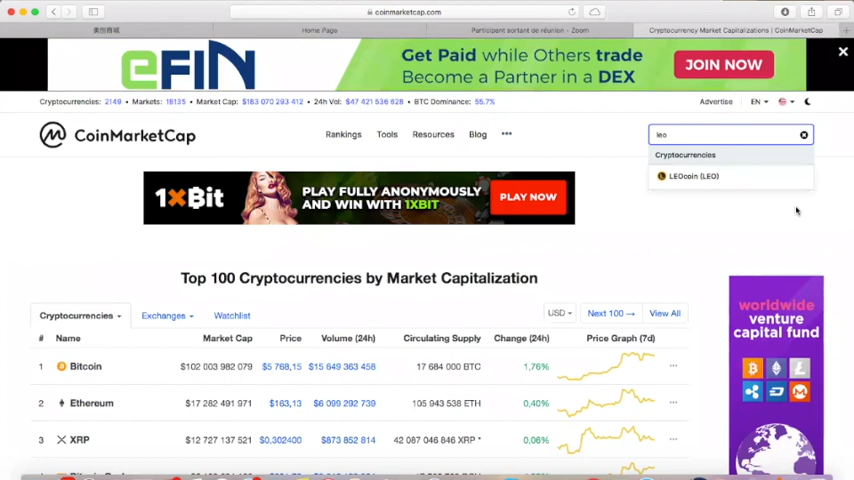 coinmarketcap.com
美创商城
Home Page
Participant sortant de réunion - Zoom
Cryptocurrency Market Capitalizations | CoinMarketCap
eFIN
Get Paid while Others trade
Become a Partner in a DEX
JOIN NOW
Cryptocurrencies: 2149 • Markets: 18135 • Market Cap: $183 070 293 412 • 24h Vol: $47 421 536 628 • BTC Dominance: 55.7%
Advertise EN
CoinMarketCap
Rankings Tools Resources Blog •••
leo
Cryptocurrencies
LEOcoin (LEO)
1XBit
PLAY FULLY ANONYMOUSLY
AND WIN WITH 1XBIT
PLAY NOW
Top 100 Cryptocurrencies by Market Capitalization
worldwide
venture
capital fund
Cryptocurrencies Exchanges Watchlist USD Next 100 → View All
# Name Market Cap Price Volume (24h) Circulating Supply Change (24h) Price Graph (7d)
1 Bitcoin $102 003 982 079 $5 768,15 $15 649 363 458 17 684 000 BTC 1,76% ...
2 Ethereum $17 282 491 971 $163,13 $6 099 292 739 105 943 538 ETH 0,40% ...
3 XRP $12 727 137 521 $0,302400 $873 852 814 42 087 046 846 XRP * 0,06% ...